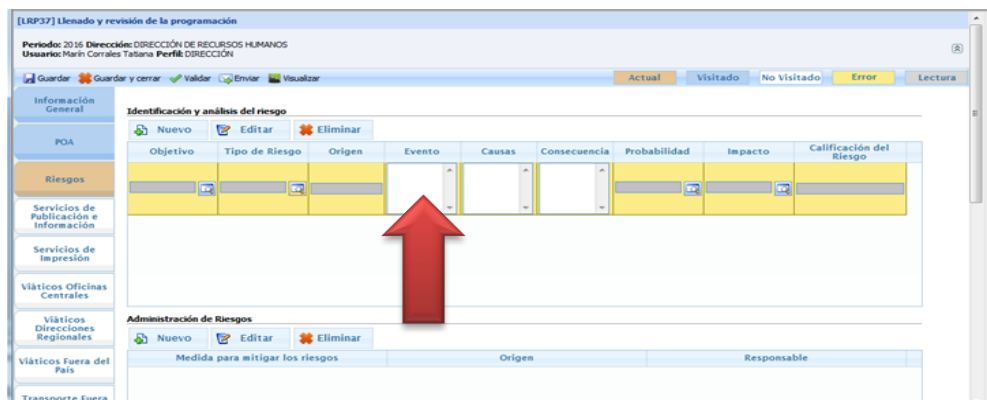 [LRP37] Llenado y revisión de la programación
Periodo: 2016 Dirección: DIRECCIÓN DE RECURSOS HUMANOS
Usuario: Marín Corrales Tatiana Perfil: DIRECCIÓN
Guardar Guardar y cerrar Validar Enviar Visualizar Actual Visitado No Visitado Error Lectura
Información
General
POA
Riesgos
Servicios de
Publicación e
Información
Servicios de
Impresión
Viáticos Oficinas
Centrales
Viáticos
Direcciones
Regionales
Viáticos Fuera del
País
Transporte Fuera
Identificación y análisis del riesgo
Nuevo Editar Eliminar
Objetivo Tipo de Riesgo Origen Evento Causas Consecuencia Probabilidad Impacto Calificación del
Riesgo
Administración de Riesgos
Nuevo Editar Eliminar
Medida para mitigar los riesgos Origen Responsable